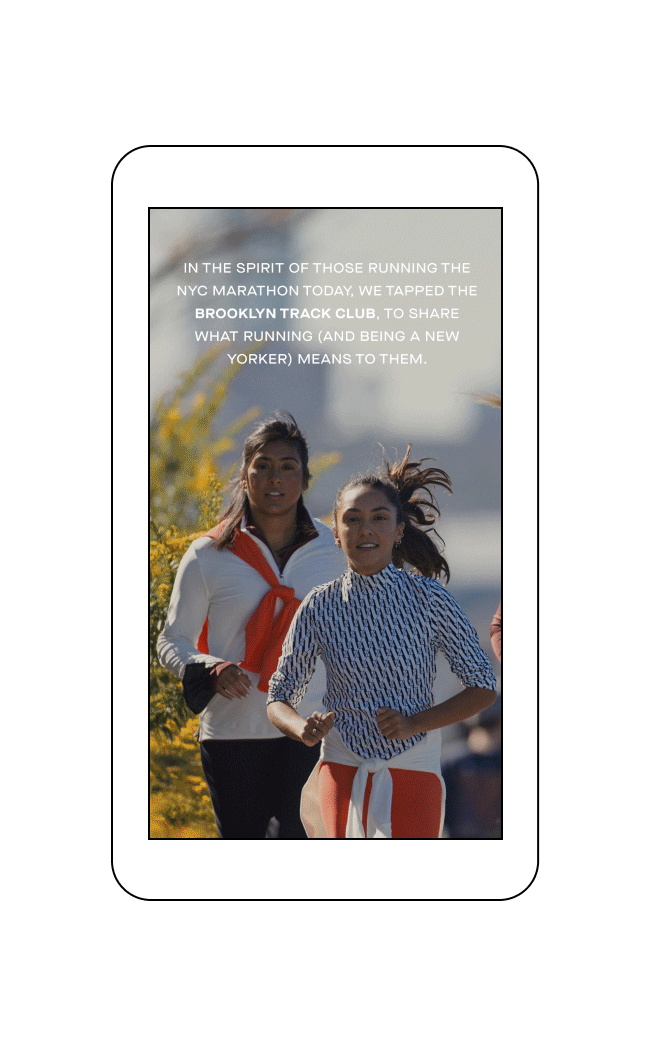 IN THE SPIRIT OF THOSE RUNNING THE
NYC MARATHON TODAY, WE TAPPED THE
BROOKLYN TRACK CLUB, TO SHARE
WHAT RUNNING (AND BEING A NEW
YORKER) MEANS TO THEM.